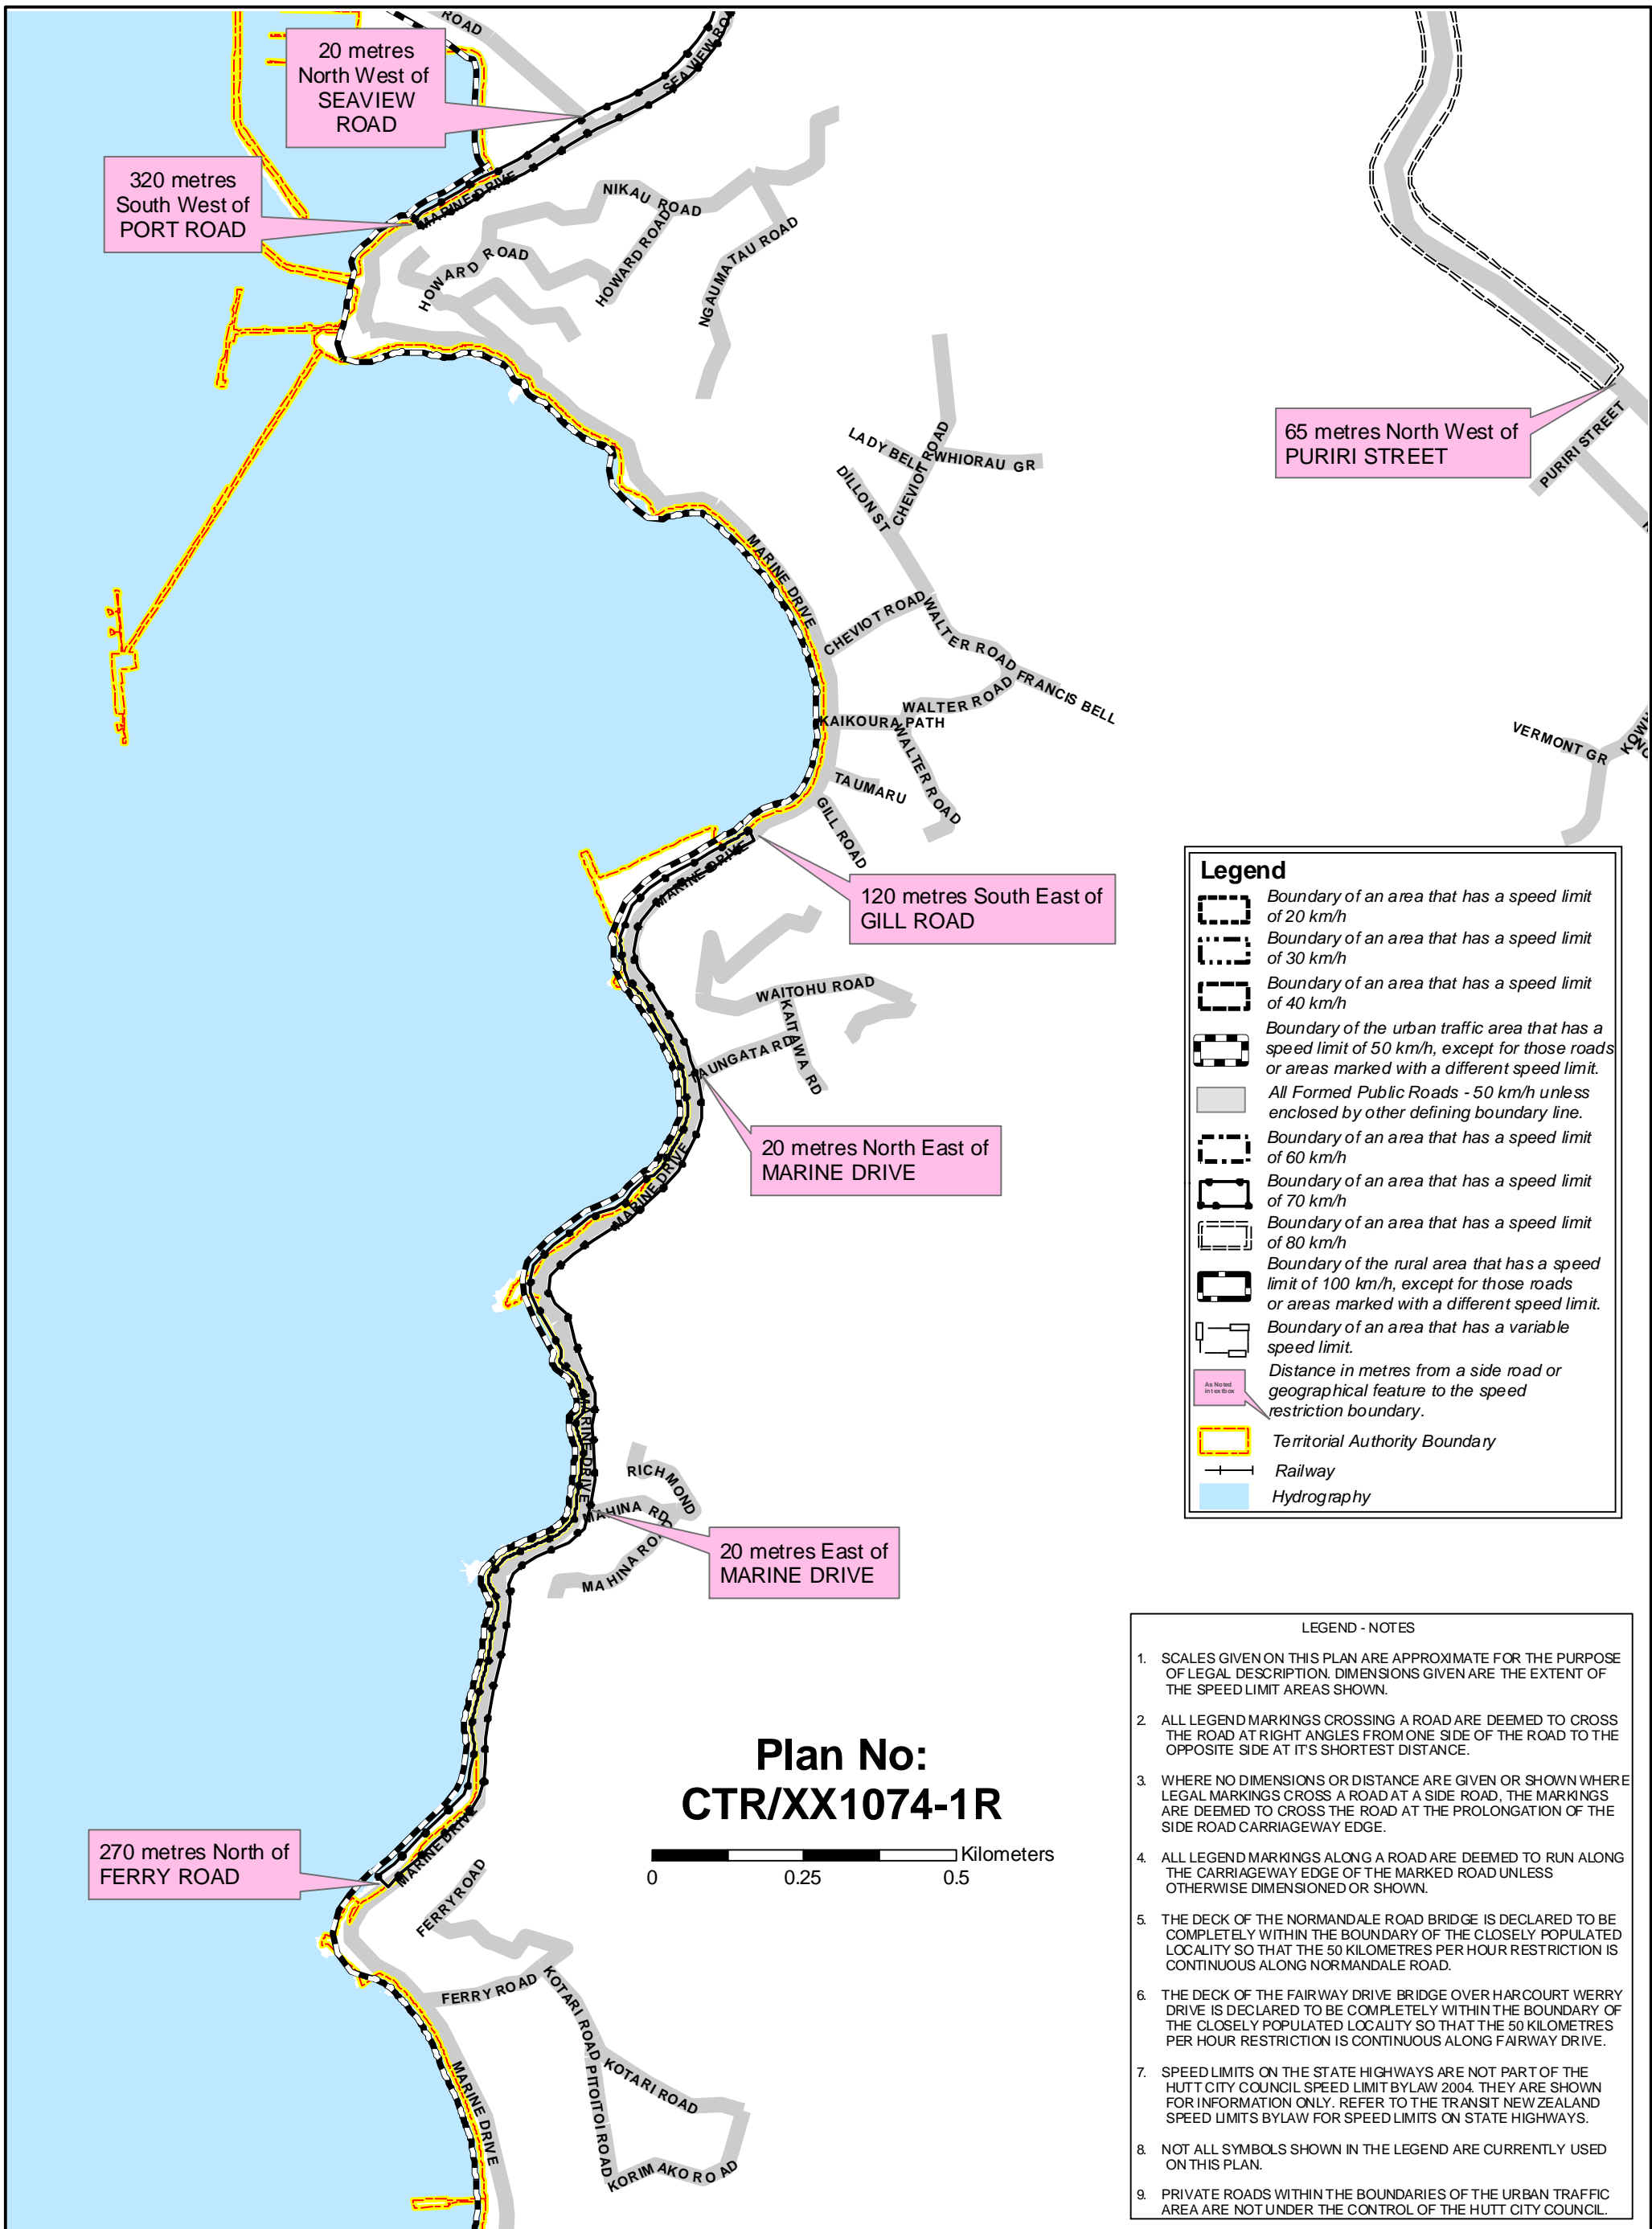 ROAD
SEAVIEW RO
20 metres
North West of
SEAVIEW
ROAD
320 metres
South West of
PORT ROAD
MARINE DRIVE
NIKAU ROAD
HOWARD ROAD
HOWARD ROAD
NGAUMATAU ROAD
65 metres North West of
PURIRI STREET
PURIRI STREET
LADY BELL
WHIORAU GR
CHEVIOT ROAD
DILLON ST
MARINE DRIVE
CHEVIOT ROAD
WALTER ROAD
FRANCIS BELL
WALTER ROAD
KAIKOURA PATH
WALTER ROAD
TAUMARU
GILL ROAD
VERMONT GR
MARINE DRIVE
120 metres South East of
GILL ROAD
WAITOHU ROAD
KAITAWA RD
TAUNGATA RD
20 metres North East of
MARINE DRIVE
MARINE DRIVE
MARINE DRIVE
RICHMOND
MAHINA RD
MAHINA ROAD
20 metres East of
MARINE DRIVE
Legend
Boundary of an area that has a speed limit
of 20 km/h
Boundary of an area that has a speed limit
of 30 km/h
Boundary of an area that has a speed limit
of 40 km/h
Boundary of the urban traffic area that has a
speed limit of 50 km/h, except for those roads
or areas marked with a different speed limit.
All Formed Public Roads - 50 km/h unless
enclosed by other defining boundary line.
Boundary of an area that has a speed limit
of 60 km/h
Boundary of an area that has a speed limit
of 70 km/h
Boundary of an area that has a speed limit
of 80 km/h
Boundary of the rural area that has a speed
limit of 100 km/h, except for those roads
or areas marked with a different speed limit.
Boundary of an area that has a variable
speed limit.
As Noted
in textbox
Distance in metres from a side road or
geographical feature to the speed
restriction boundary.
Territorial Authority Boundary
Railway
Hydrography
Plan No:
CTR/XX1074-1R
Kilometers
0 0.25 0.5
270 metres North of
FERRY ROAD
MARINE DRIVE
FERRY ROAD
FERRY ROAD
KOTARI ROAD
PITOITOI ROAD
KOTARI ROAD
KORIMAKO ROAD
MARINE DRIVE
LEGEND - NOTES
1. SCALES GIVEN ON THIS PLAN ARE APPROXIMATE FOR THE PURPOSE
OF LEGAL DESCRIPTION. DIMENSIONS GIVEN ARE THE EXTENT OF
THE SPEED LIMIT AREAS SHOWN.
2. ALL LEGEND MARKINGS CROSSING A ROAD ARE DEEMED TO CROSS
THE ROAD AT RIGHT ANGLES FROM ONE SIDE OF THE ROAD TO THE
OPPOSITE SIDE AT IT'S SHORTEST DISTANCE.
3. WHERE NO DIMENSIONS OR DISTANCE ARE GIVEN OR SHOWN WHERE
LEGAL MARKINGS CROSS A ROAD AT A SIDE ROAD, THE MARKINGS
ARE DEEMED TO CROSS THE ROAD AT THE PROLONGATION OF THE
SIDE ROAD CARRIAGEWAY EDGE.
4. ALL LEGEND MARKINGS ALONG A ROAD ARE DEEMED TO RUN ALONG
THE CARRIAGEWAY EDGE OF THE MARKED ROAD UNLESS
OTHERWISE DIMENSIONED OR SHOWN.
5. THE DECK OF THE NORMANDALE ROAD BRIDGE IS DECLARED TO BE
COMPLETELY WITHIN THE BOUNDARY OF THE CLOSELY POPULATED
LOCALITY SO THAT THE 50 KILOMETRES PER HOUR RESTRICTION IS
CONTINUOUS ALONG NORMANDALE ROAD.
6. THE DECK OF THE FAIRWAY DRIVE BRIDGE OVER HARCOURT WERRY
DRIVE IS DECLARED TO BE COMPLETELY WITHIN THE BOUNDARY OF
THE CLOSELY POPULATED LOCALITY SO THAT THE 50 KILOMETRES
PER HOUR RESTRICTION IS CONTINUOUS ALONG FAIRWAY DRIVE.
7. SPEED LIMITS ON THE STATE HIGHWAYS ARE NOT PART OF THE
HUTT CITY COUNCIL SPEED LIMIT BYLAW 2004. THEY ARE SHOWN
FOR INFORMATION ONLY. REFER TO THE TRANSIT NEW ZEALAND
SPEED LIMITS BYLAW FOR SPEED LIMITS ON STATE HIGHWAYS.
8. NOT ALL SYMBOLS SHOWN IN THE LEGEND ARE CURRENTLY USED
ON THIS PLAN.
9. PRIVATE ROADS WITHIN THE BOUNDARIES OF THE URBAN TRAFFIC
AREA ARE NOT UNDER THE CONTROL OF THE HUTT CITY COUNCIL.